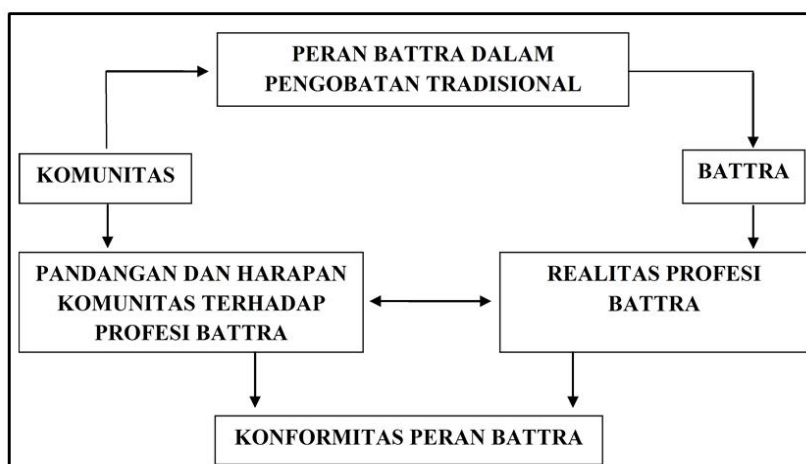 PERAN BATTRA DALAM
PENGOBATAN TRADISIONAL
KOMUNITAS
BATTRA
PANDANGAN DAN HARAPAN
KOMUNITAS TERHADAP
PROFESI BATTRA
REALITAS PROFESI
BATTRA
KONFORMITAS PERAN BATTRA